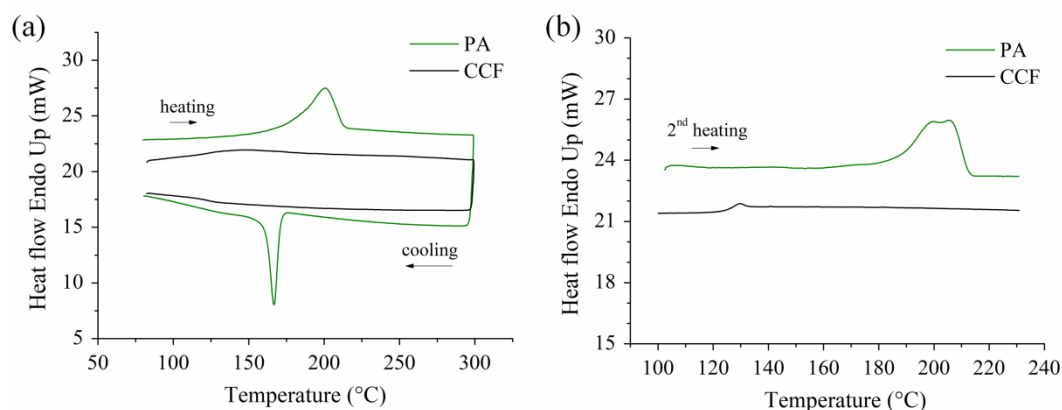 (a)
PA
CCF
heating
cooling
Heat flow Endo Up (mW)
30
25
20
15
10
5
50 100 150 200 250 300
Temperature (°C)
(b)
PA
CCF
2nd heating
Heat flow Endo Up (mW)
30
27
24
21
18
15
100 120 140 160 180 200 220 240
Temperature (°C)